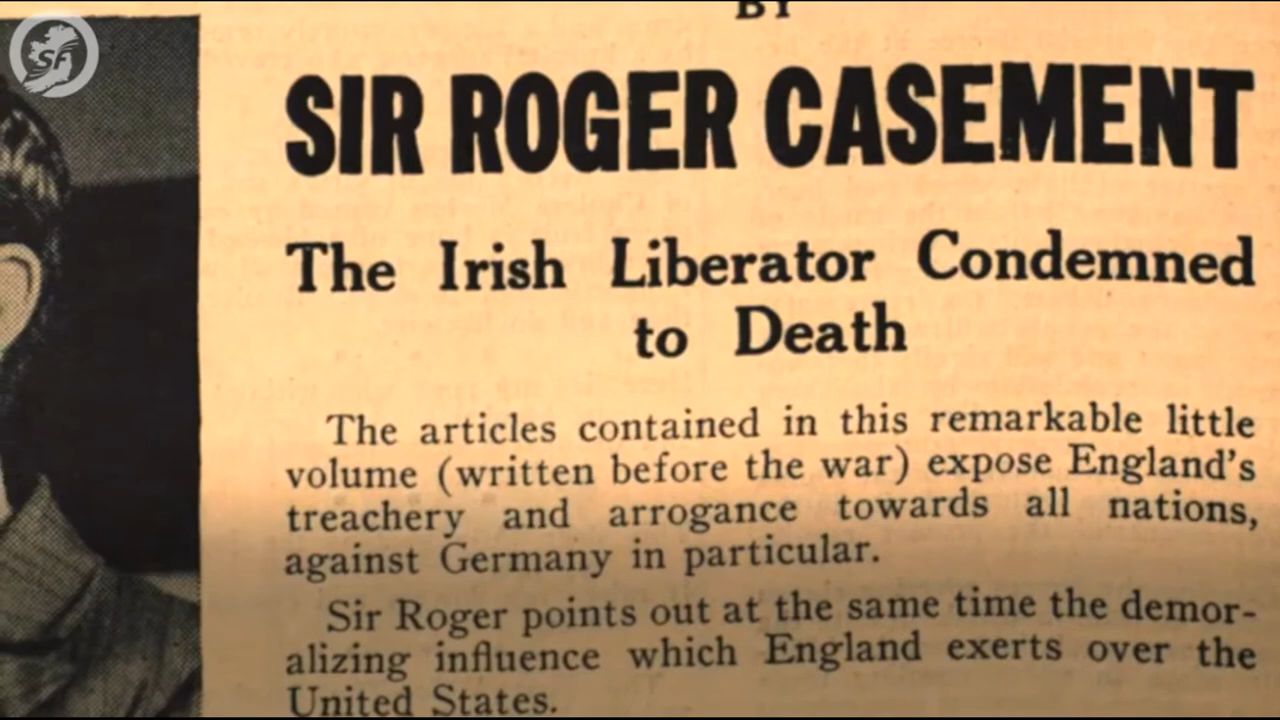 SF
BY
SIR ROGER CASEMENT
The Irish Liberator Condemned
to Death
The articles contained in this remarkable little
volume (written before the war) expose England's
treachery and arrogance towards all nations,
against Germany in particular.
Sir Roger points out at the same time the demor-
alizing influence which England exerts over the
United States.